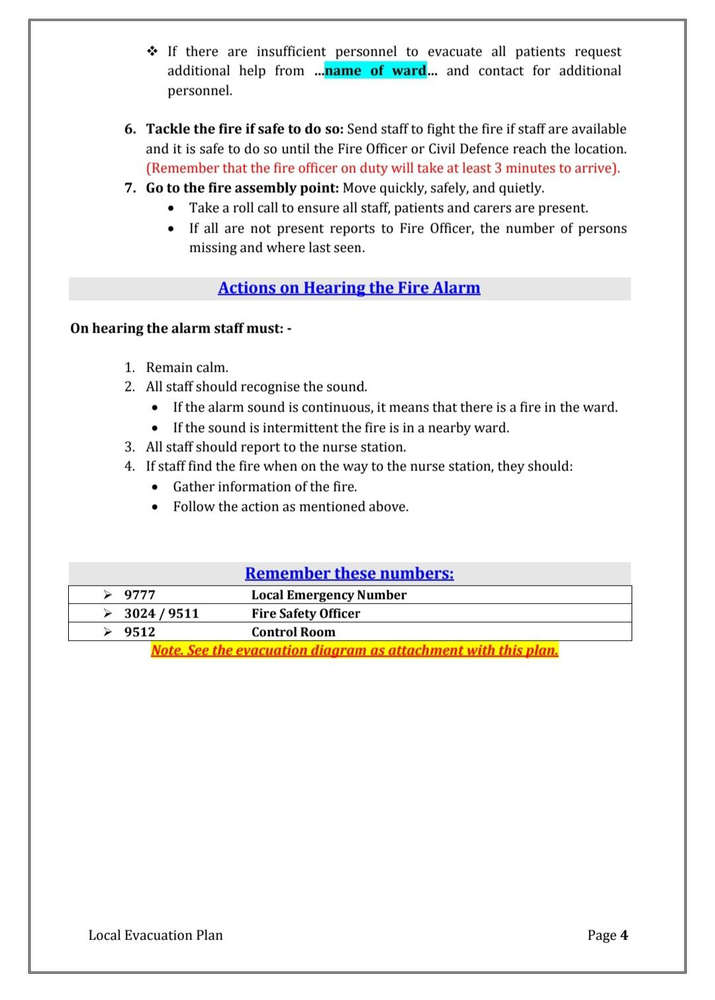 ❖ If there are insufficient personnel to evacuate all patients request
additional help from ...name of ward... and contact for additional
personnel.
6. Tackle the fire if safe to do so: Send staff to fight the fire if staff are available
and it is safe to do so until the Fire Officer or Civil Defence reach the location.
(Remember that the fire officer on duty will take at least 3 minutes to arrive).
7. Go to the fire assembly point: Move quickly, safely, and quietly.
• Take a roll call to ensure all staff, patients and carers are present.
• If all are not present reports to Fire Officer, the number of persons
missing and where last seen.
Actions on Hearing the Fire Alarm
On hearing the alarm staff must: -
1. Remain calm.
2. All staff should recognise the sound.
• If the alarm sound is continuous, it means that there is a fire in the ward.
• If the sound is intermittent the fire is in a nearby ward.
3. All staff should report to the nurse station.
4. If staff find the fire when on the way to the nurse station, they should:
• Gather information of the fire.
• Follow the action as mentioned above.
Remember these numbers:
➢ 9777 Local Emergency Number
➢ 3024 / 9511 Fire Safety Officer
➢ 9512 Control Room
Note. See the evacuation diagram as attachment with this plan.
Local Evacuation Plan Page 4